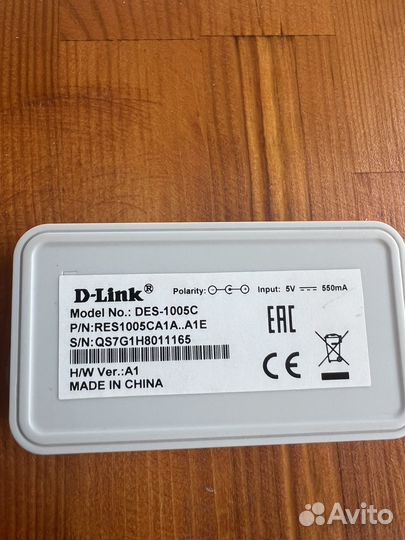 D-Link®
Polarity:
Input: 5V 550mA
Model No.: DES-1005C
P/N:RES1005CA1A..A1E
S/N:QS7G1H8011165
H/W Ver.:A1
MADE IN CHINA
EAC
CE
Avito